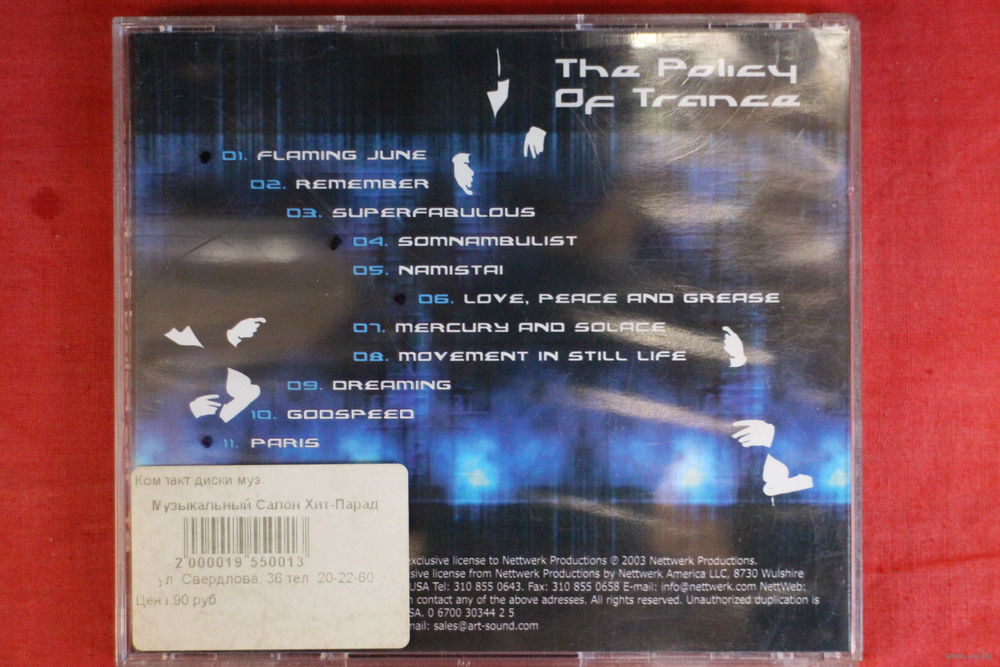 The Policy
Of Trance
01. FLAMING JUNE
02. REMEMBER
03. SUPERFABULOUS
04. SOMNAMBULIST
05. NAMISTAI
06. LOVE, PEACE AND GREASE
07. MERCURY AND SOLACE
08. MOVEMENT IN STILL LIFE
09. DREAMING
10. GODSPEED
11. PARIS
Компакт диски муз
Музыкальный Салон Хит-Парад
2 000019 550013
ул. Свердлова, 36 тел. 20-22-60
Цена 90 руб.
exclusive license to Nettwerk Productions ℗ 2003 Nettwerk Productions.
sive license from Nettwerk Productions by Nettwerk America LLC, 8730 Wulshire
USA Tel: 310 855 0643. Fax: 310 855 0658 E-mail: info@nettwerk.com NettWeb:
contact any of the above adresses. All rights reserved. Unauthorized duplication is
SA. 0 6700 30344 2 5
mail: sales@art-sound.com